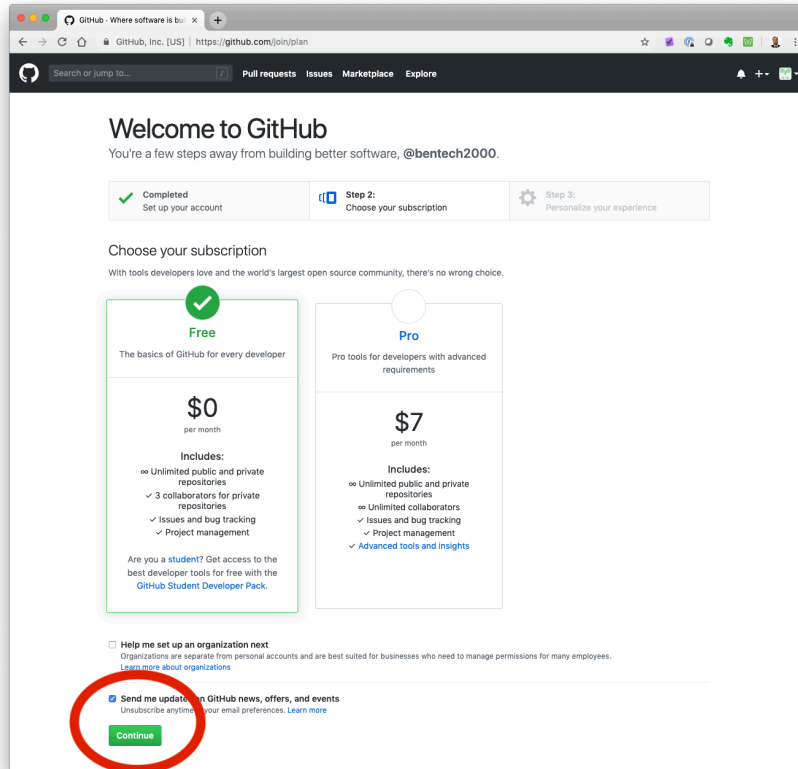 GitHub - Where software is bui
GitHub, Inc. [US] | https://github.com/join/plan
Search or jump to... /
Pull requests Issues Marketplace Explore
Welcome to GitHub
You're a few steps away from building better software, @bentech2000.
Completed
Set up your account
Step 2:
Choose your subscription
Step 3:
Personalize your experience
Choose your subscription
With tools developers love and the world's largest open source community, there's no wrong choice.
Free
The basics of GitHub for every developer
$0
per month
Includes:
∞ Unlimited public and private
repositories
✓ 3 collaborators for private
repositories
✓ Issues and bug tracking
✓ Project management
Are you a student? Get access to the
best developer tools for free with the
GitHub Student Developer Pack.
Pro
Pro tools for developers with advanced
requirements
$7
per month
Includes:
∞ Unlimited public and private
repositories
∞ Unlimited collaborators
✓ Issues and bug tracking
✓ Project management
✓ Advanced tools and insights
Help me set up an organization next
Organizations are separate from personal accounts and are best suited for businesses who need to manage permissions for many employees.
Learn more about organizations
Send me update on GitHub news, offers, and events
Unsubscribe anytime your email preferences. Learn more
Continue